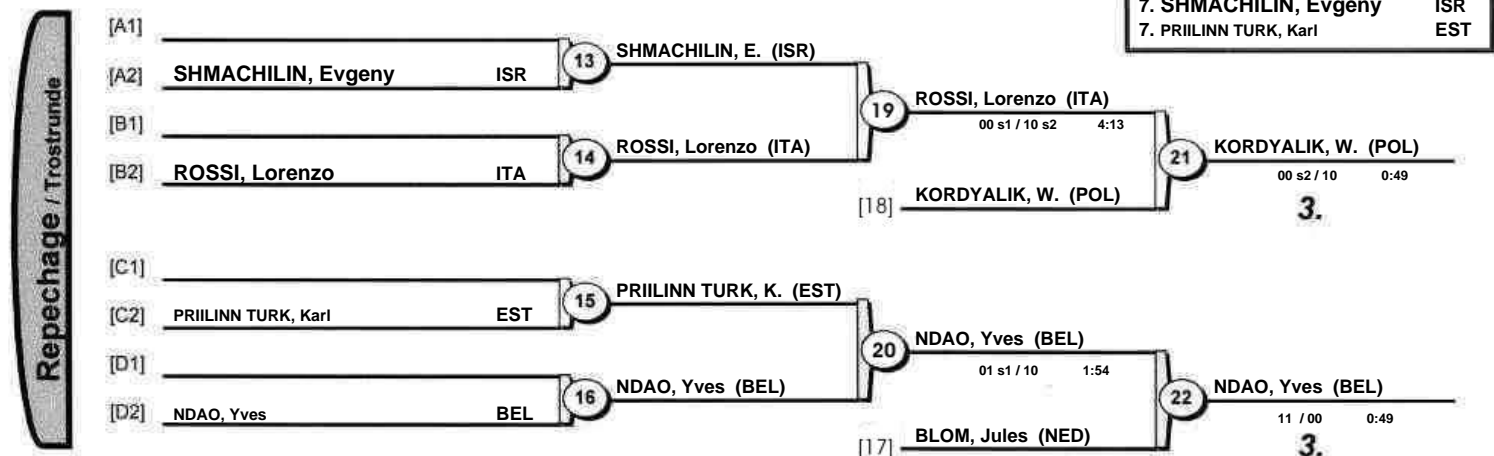 7. SHMACHILIN, Evgeny ISR
7. PRIILINN TURK, Karl EST
Repechage / Trostrunde
[A1]
[A2] SHMACHILIN, Evgeny ISR
13 SHMACHILIN, E. (ISR)
[B1]
[B2] ROSSI, Lorenzo ITA
14 ROSSI, Lorenzo (ITA)
19 ROSSI, Lorenzo (ITA)
00 s1 / 10 s2 4:13
[18] KORDYALIK, W. (POL)
21 KORDYALIK, W. (POL)
00 s2 / 10 0:49
3.
[C1]
[C2] PRIILINN TURK, Karl EST
15 PRIILINN TURK, K. (EST)
[D1]
[D2] NDAO, Yves BEL
16 NDAO, Yves (BEL)
20 NDAO, Yves (BEL)
01 s1 / 10 1:54
[17] BLOM, Jules (NED)
22 NDAO, Yves (BEL)
11 / 00 0:49
3.